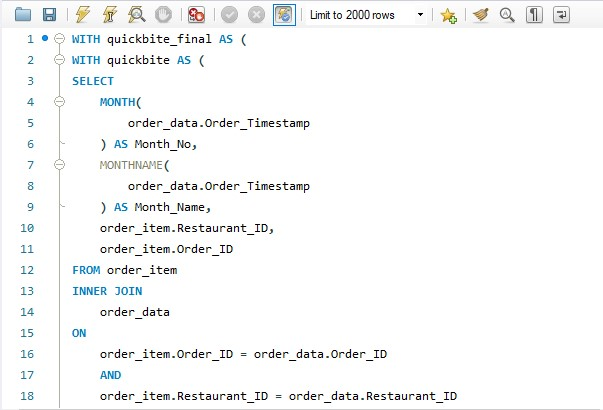 Limit to 2000 rows
1 WITH quickbite_final AS (
2 WITH quickbite AS (
3 SELECT
4 MONTH(
5 order_data.Order_Timestamp
6 ) AS Month_No,
7 MONTHNAME(
8 order_data.Order_Timestamp
9 ) AS Month_Name,
10 order_item.Restaurant_ID,
11 order_item.Order_ID
12 FROM order_item
13 INNER JOIN
14 order_data
15 ON
16 order_item.Order_ID = order_data.Order_ID
17 AND
18 order_item.Restaurant_ID = order_data.Restaurant_ID